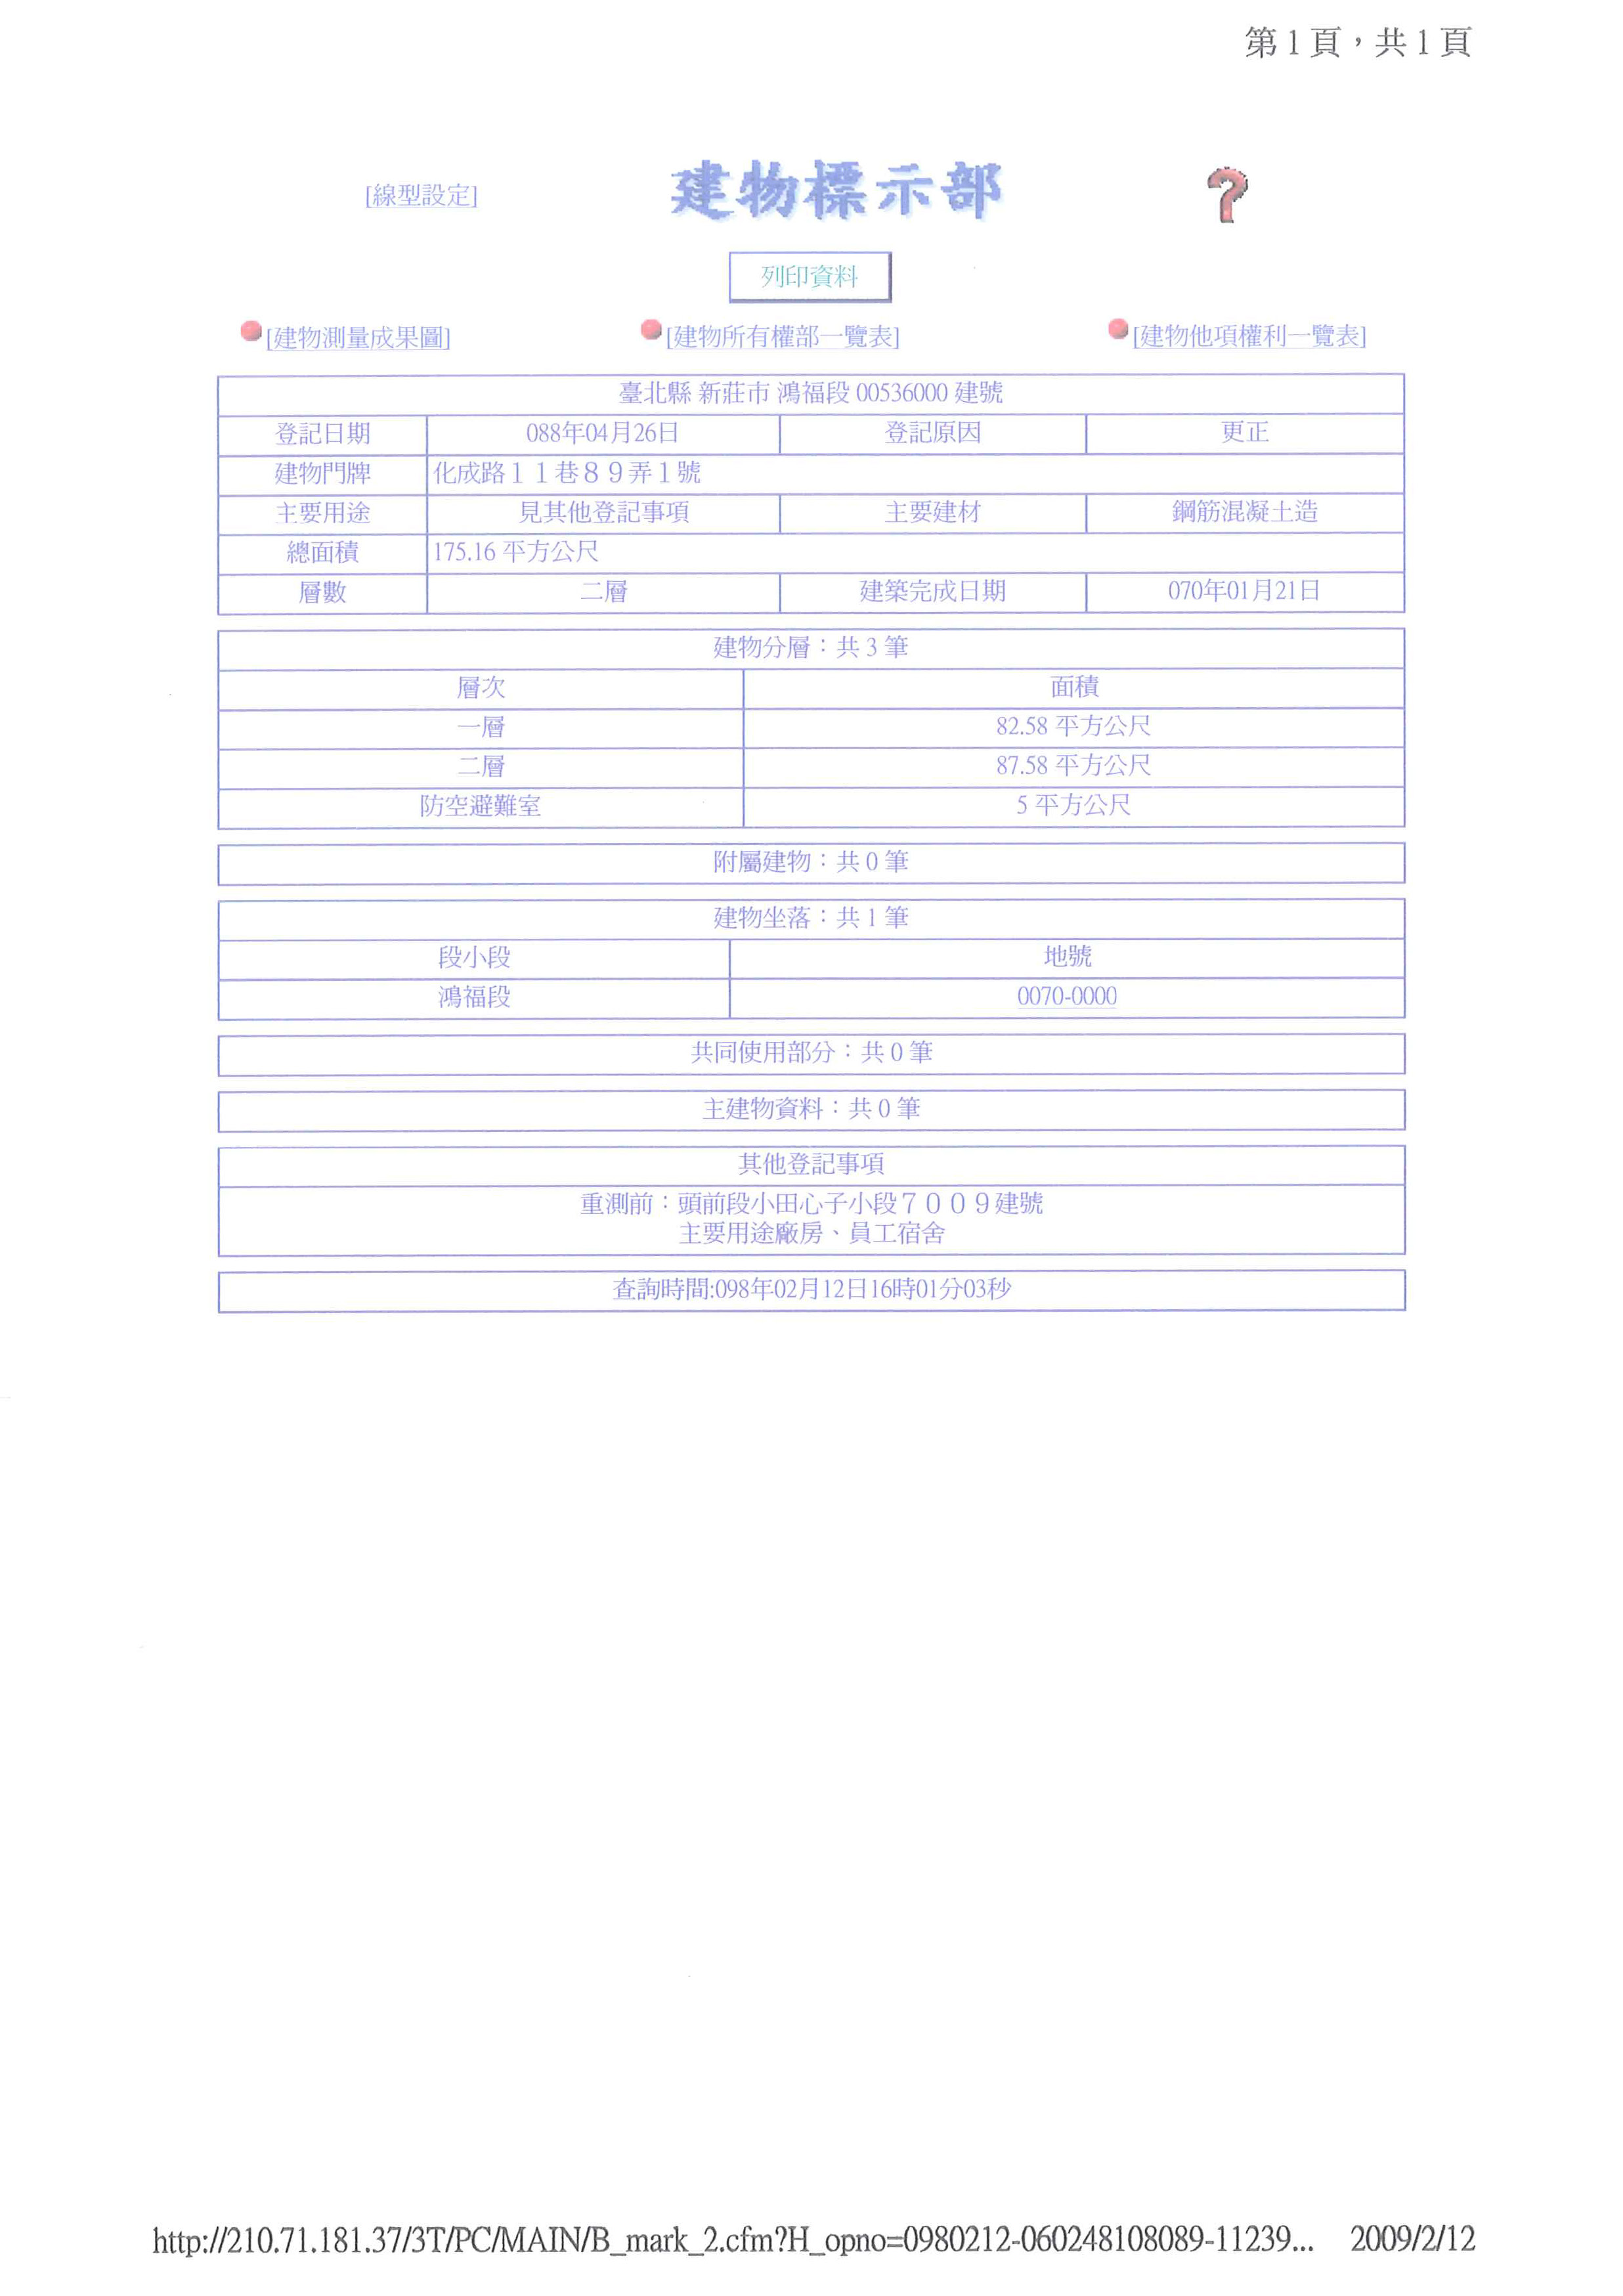 第1頁，共1頁
[線型設定] 建物標示部
列印資料
[建物測量成果圖] [建物所有權部一覽表] [建物他項權利一覽表]
臺北縣 新莊市 鴻福段 00536000 建號
登記日期 088年04月26日 登記原因 更正
建物門牌 化成路１１巷８９弄１號
主要用途 見其他登記事項 主要建材 鋼筋混凝土造
總面積 175.16 平方公尺
層數 二層 建築完成日期 070年01月21日
建物分層：共 3 筆
層次 面積
一層 82.58 平方公尺
二層 87.58 平方公尺
防空避難室 5 平方公尺
附屬建物：共 0 筆
建物坐落：共 1 筆
段小段 地號
鴻福段 0070-0000
共同使用部分：共 0 筆
主建物資料：共 0 筆
其他登記事項
重測前：頭前段小田心子小段７００９建號
主要用途廠房、員工宿舍
查詢時間:098年02月12日16時01分03秒
http://210.71.181.37/3T/PC/MAIN/B_mark_2.cfm?H_opno=0980212-060248108089-11239... 2009/2/12